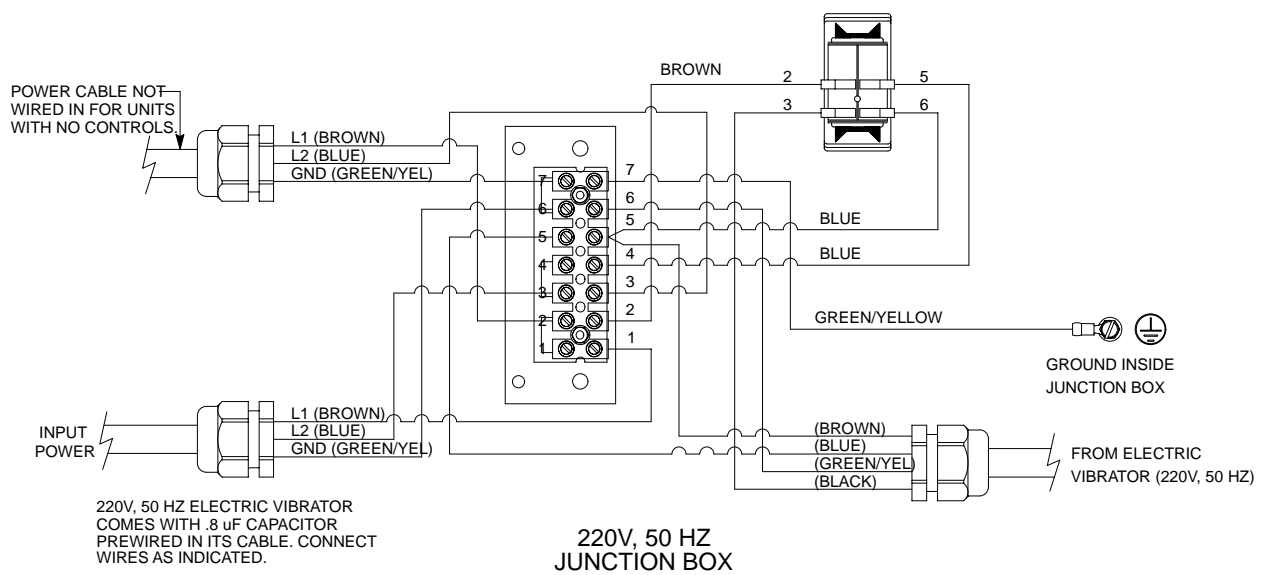 BROWN
2
5
3
6
POWER CABLE NOT
WIRED IN FOR UNITS
WITH NO CONTROLS.
L1 (BROWN)
L2 (BLUE)
GND (GREEN/YEL)
7
7
6
6
5
5
4
4
3
3
2
2
1
1
BLUE
BLUE
GREEN/YELLOW
GROUND INSIDE
JUNCTION BOX
INPUT
POWER
L1 (BROWN)
L2 (BLUE)
GND (GREEN/YEL)
(BROWN)
(BLUE)
(GREEN/YEL)
(BLACK)
FROM ELECTRIC
VIBRATOR (220V, 50 HZ)
220V, 50 HZ ELECTRIC VIBRATOR
COMES WITH .8 uF CAPACITOR
PREWIRED IN ITS CABLE. CONNECT
WIRES AS INDICATED.
220V, 50 HZ
JUNCTION BOX